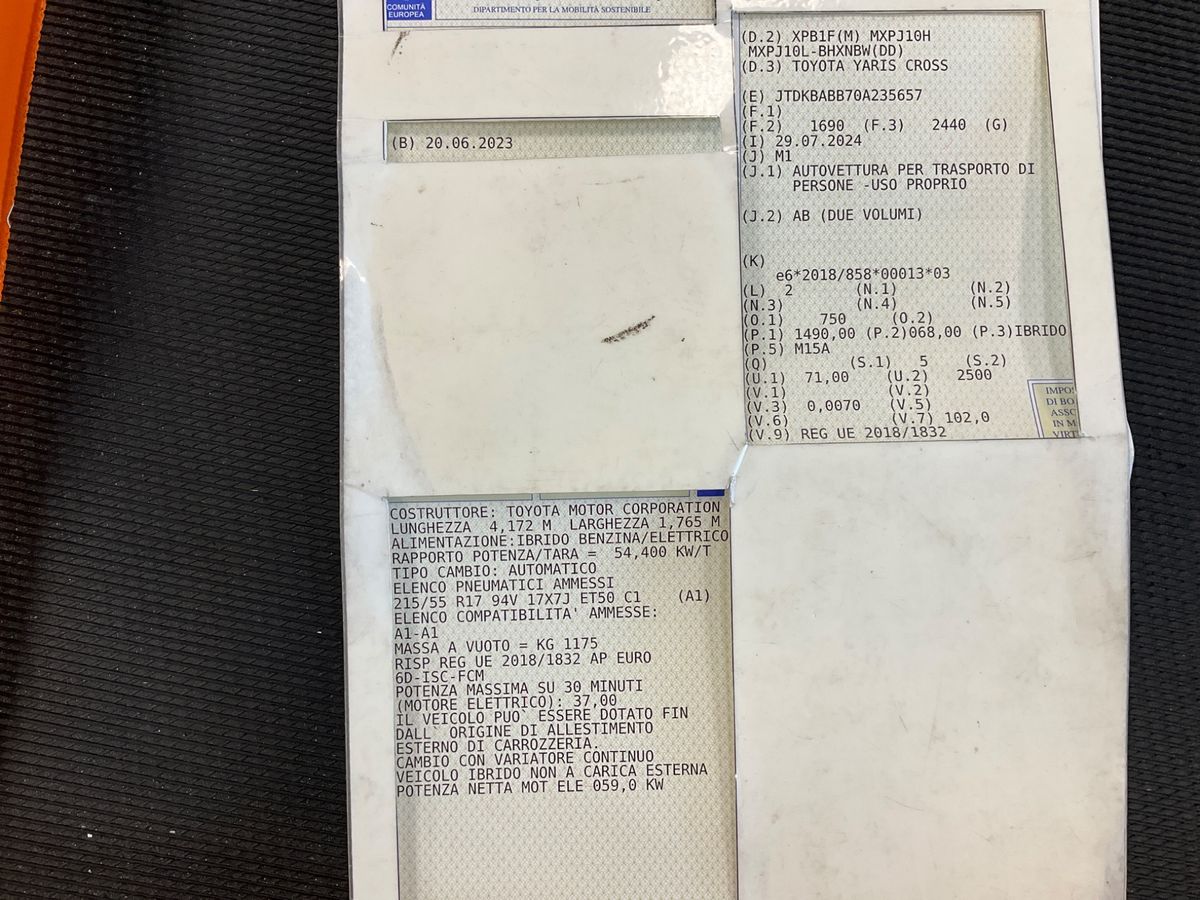 COMUNITÀ
EUROPEA
DIPARTIMENTO PER LA MOBILITÀ SOSTENIBILE
(B) 20.06.2023
(D.2) XPB1F(M) MXPJ10H
MXPJ10L-BHXNBW(DD)
(D.3) TOYOTA YARIS CROSS
(E) JTDKBABB70A235657
(F.1)
(F.2) 1690 (F.3) 2440 (G)
(I) 29.07.2024
(J) M1
(J.1) AUTOVETTURA PER TRASPORTO DI
PERSONE -USO PROPRIO
(J.2) AB (DUE VOLUMI)
(K)
e6*2018/858*00013*03
(L) 2 (N.1) (N.2)
(N.3) (N.4) (N.5)
(O.1) 750 (O.2)
(P.1) 1490,00 (P.2)068,00 (P.3)IBRIDO
(P.5) M15A
(Q) (S.1) 5 (S.2)
(U.1) 71,00 (U.2) 2500
(V.1) (V.2)
(V.3) 0,0070 (V.5)
(V.6) (V.7) 102,0
(V.9) REG UE 2018/1832
DI BO
ASSC
IN M
VIRT
COSTRUTTORE: TOYOTA MOTOR CORPORATION
LUNGHEZZA 4,172 M LARGHEZZA 1,765 M
ALIMENTAZIONE:IBRIDO BENZINA/ELETTRICO
RAPPORTO POTENZA/TARA = 54,400 KW/T
TIPO CAMBIO: AUTOMATICO
ELENCO PNEUMATICI AMMESSI
215/55 R17 94V 17X7J ET50 C1 (A1)
ELENCO COMPATIBILITA' AMMESSE:
A1-A1
MASSA A VUOTO = KG 1175
RISP REG UE 2018/1832 AP EURO
6D-ISC-FCM
POTENZA MASSIMA SU 30 MINUTI
(MOTORE ELETTRICO): 37,00
IL VEICOLO PUO` ESSERE DOTATO FIN
DALL` ORIGINE DI ALLESTIMENTO
ESTERNO DI CARROZZERIA.
CAMBIO CON VARIATORE CONTINUO
VEICOLO IBRIDO NON A CARICA ESTERNA
POTENZA NETTA MOT ELE 059,0 KW